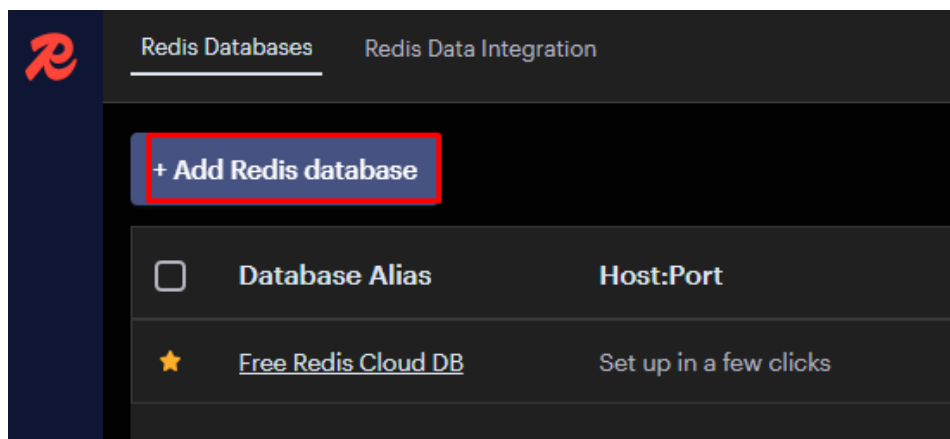 Redis Databases Redis Data Integration
+ Add Redis database
Database Alias Host:Port
Free Redis Cloud DB Set up in a few clicks